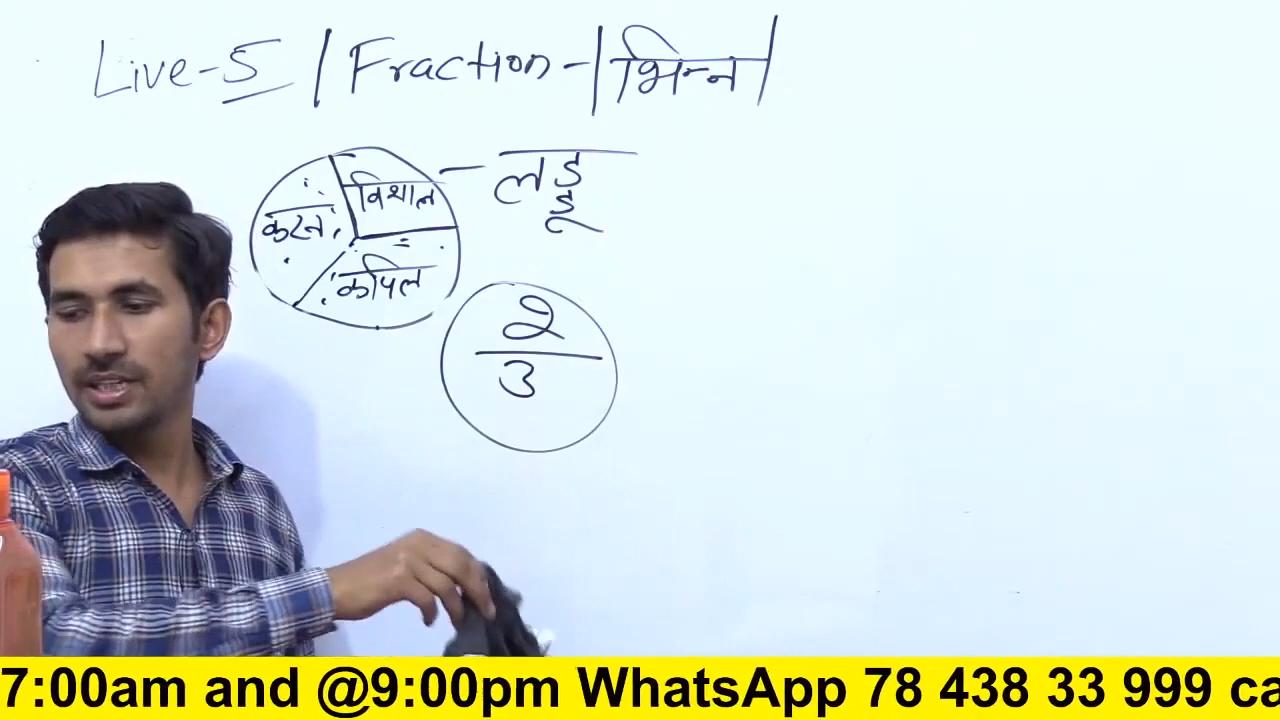 Live-5 / Fraction - | भिन्न |
विशाल - लड्डू
करन
कपिल
2
3
7:00am and @9:00pm WhatsApp 78 438 33 999 ca